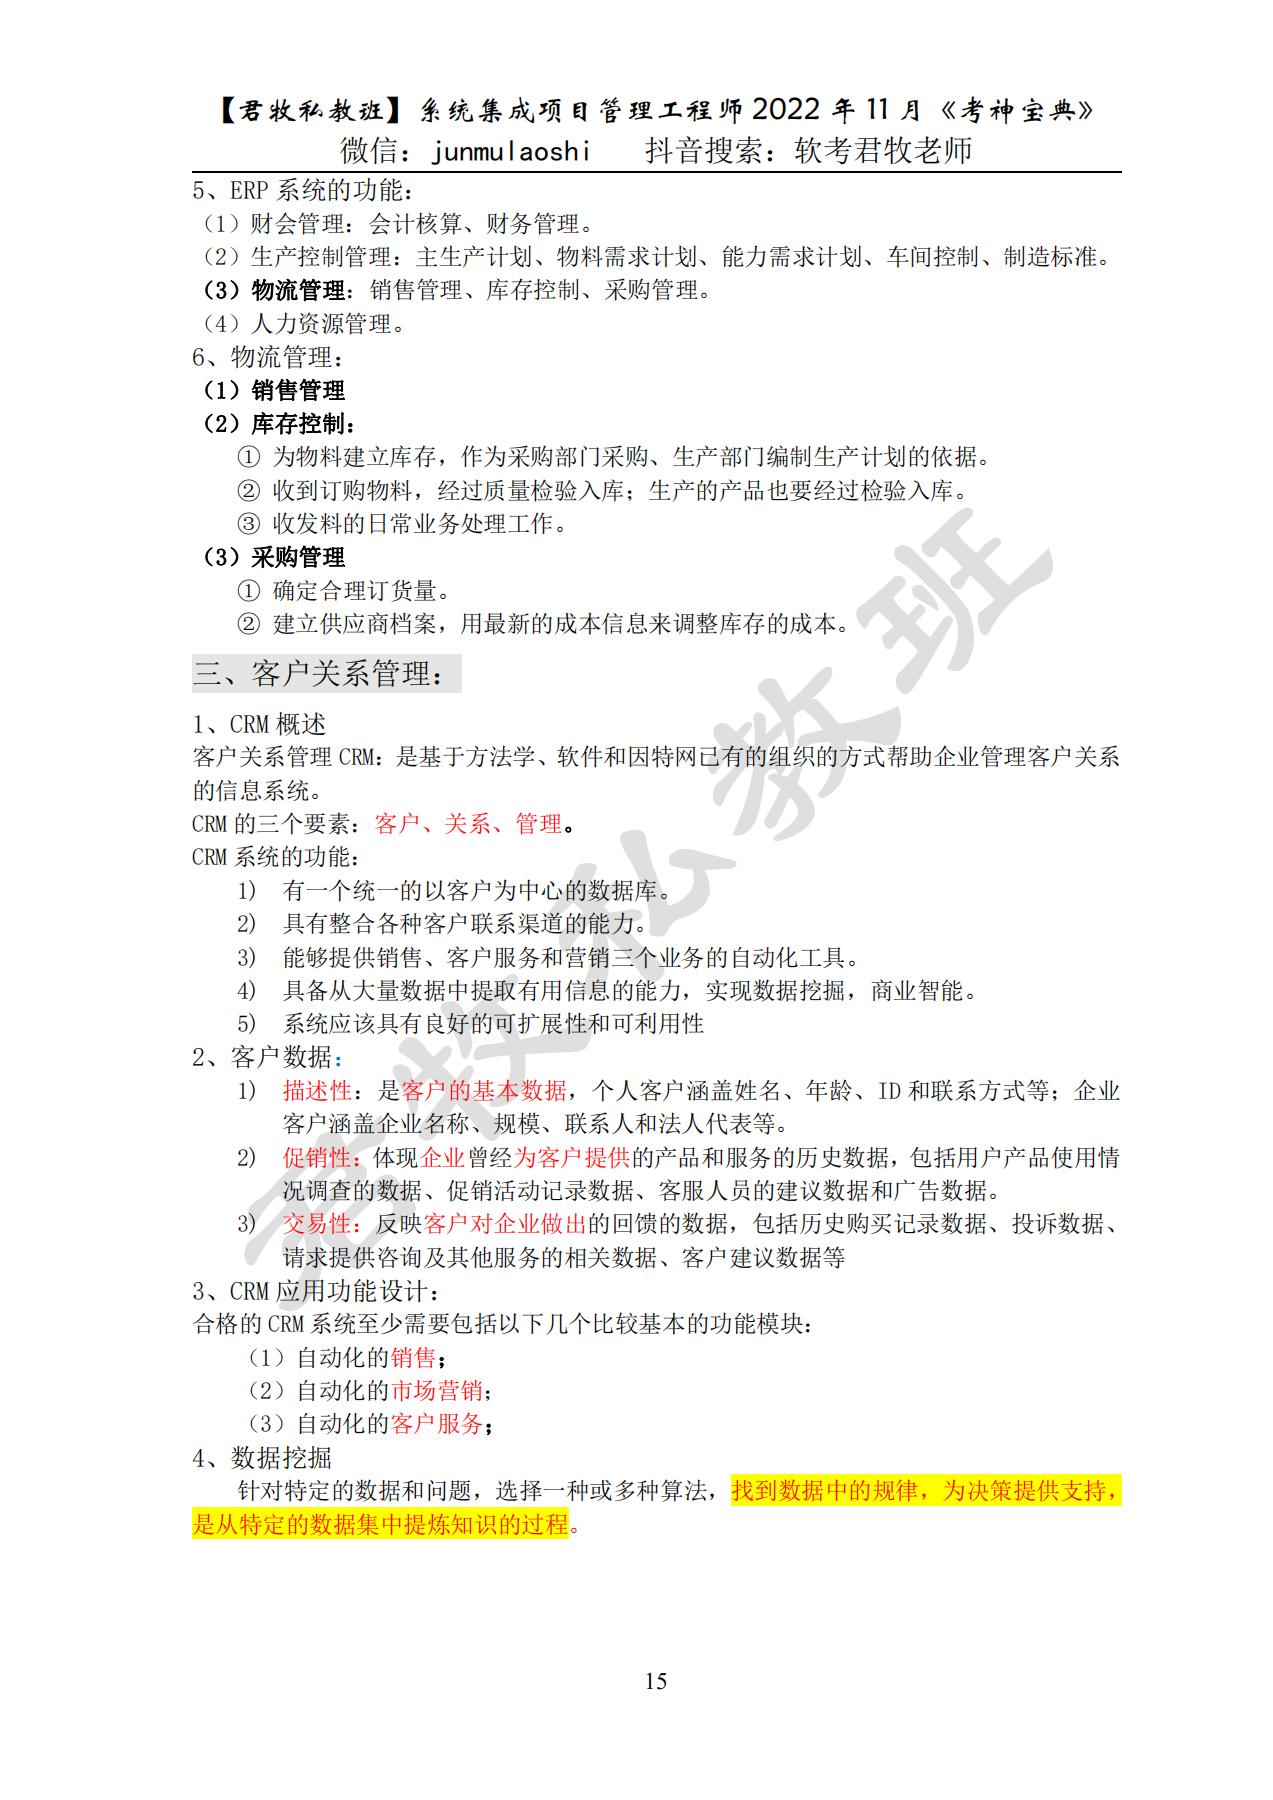 【君牧私教班】系统集成项目管理工程师 2022 年 11 月《考神宝典》
微信：junmulaoshi 抖音搜索：软考君牧老师
5、ERP 系统的功能：
（1）财会管理：会计核算、财务管理。
（2）生产控制管理：主生产计划、物料需求计划、能力需求计划、车间控制、制造标准。
（3）物流管理：销售管理、库存控制、采购管理。
（4）人力资源管理。
6、物流管理：
（1）销售管理
（2）库存控制：
① 为物料建立库存，作为采购部门采购、生产部门编制生产计划的依据。
② 收到订购物料，经过质量检验入库；生产的产品也要经过检验入库。
③ 收发料的日常业务处理工作。
（3）采购管理
① 确定合理订货量。
② 建立供应商档案，用最新的成本信息来调整库存的成本。
三、客户关系管理：
1、CRM 概述
客户关系管理 CRM：是基于方法学、软件和因特网已有的组织的方式帮助企业管理客户关系
的信息系统。
CRM 的三个要素：客户、关系、管理。
CRM 系统的功能：
1) 有一个统一的以客户为中心的数据库。
2) 具有整合各种客户联系渠道的能力。
3) 能够提供销售、客户服务和营销三个业务的自动化工具。
4) 具备从大量数据中提取有用信息的能力，实现数据挖掘，商业智能。
5) 系统应该具有良好的可扩展性和可利用性
2、客户数据：
1) 描述性：是客户的基本数据，个人客户涵盖姓名、年龄、ID 和联系方式等；企业
客户涵盖企业名称、规模、联系人和法人代表等。
2) 促销性：体现企业曾经为客户提供的产品和服务的历史数据，包括用户产品使用情
况调查的数据、促销活动记录数据、客服人员的建议数据和广告数据。
3) 交易性：反映客户对企业做出的回馈的数据，包括历史购买记录数据、投诉数据、
请求提供咨询及其他服务的相关数据、客户建议数据等
3、CRM 应用功能设计：
合格的 CRM 系统至少需要包括以下几个比较基本的功能模块：
（1）自动化的销售；
（2）自动化的市场营销；
（3）自动化的客户服务；
4、数据挖掘
针对特定的数据和问题，选择一种或多种算法，找到数据中的规律，为决策提供支持，
是从特定的数据集中提炼知识的过程。
君牧私教班
15